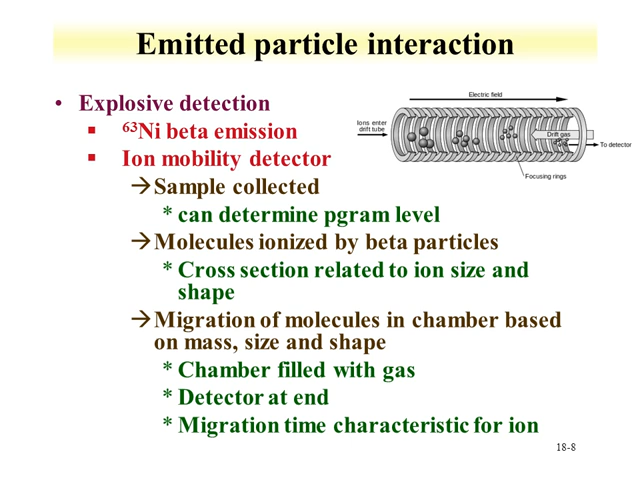 Emitted particle interaction
• Explosive detection
▪ ⁶³Ni beta emission
▪ Ion mobility detector
→Sample collected
* can determine pgram level
→Molecules ionized by beta particles
* Cross section related to ion size and
shape
→Migration of molecules in chamber based
on mass, size and shape
* Chamber filled with gas
* Detector at end
* Migration time characteristic for ion
Electric field
Ions enter
drift tube
Drift gas
To detector
Focusing rings
18-8